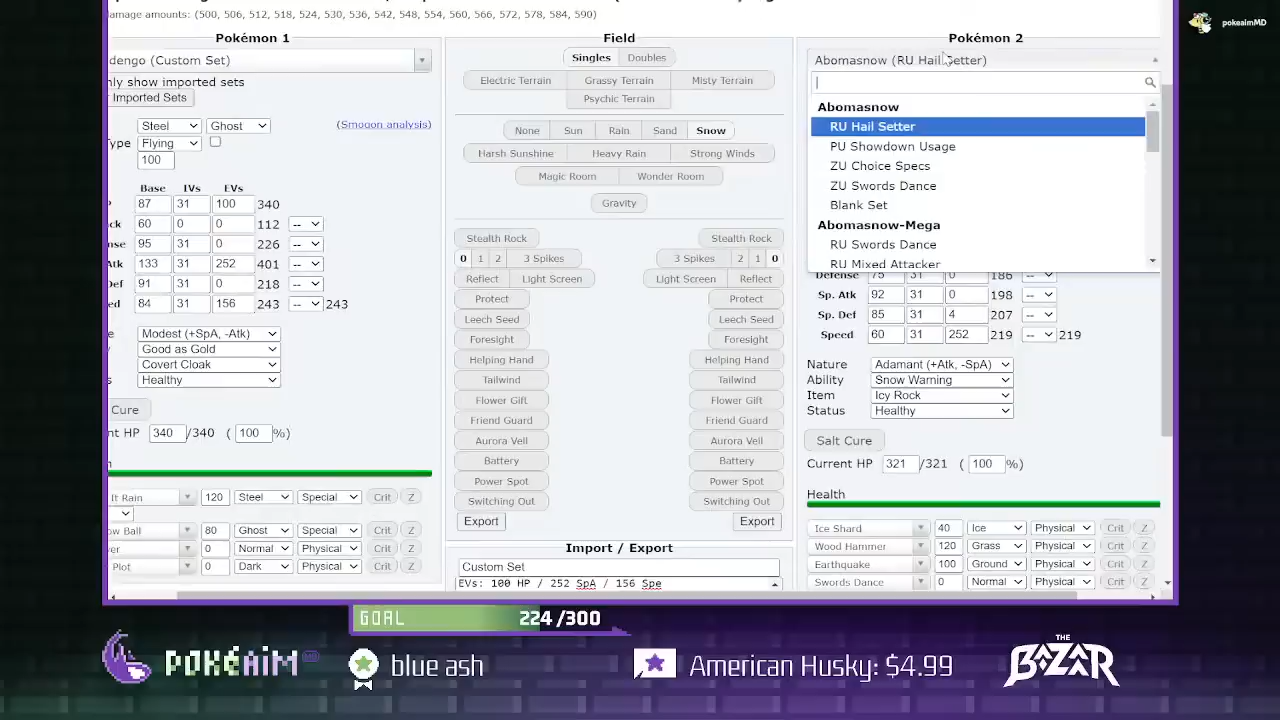 amage amounts: (500, 506, 512, 518, 524, 530, 536, 542, 548, 554, 560, 566, 572, 578, 584, 590)
pokeaimMD
Pokémon 1
dengo (Custom Set)
ly show imported sets
Imported Sets
Steel Ghost (Smogon analysis)
ype Flying
100
Base IVs EVs
P 87 31 100 340
ck 60 0 0 112 --
nse 95 31 0 226 --
Atk 133 31 252 401 --
Def 91 31 0 218 --
ed 84 31 156 243 -- 243
e Modest (+SpA, -Atk)
Good as Gold
Covert Cloak
s Healthy
Cure
nt HP 340 /340 ( 100 %)
It Rain 120 Steel Special Crit Z
ow Ball 80 Ghost Special Crit Z
ver 0 Normal Physical Crit Z
Plot 0 Dark Physical Crit Z
Field
Singles Doubles
Electric Terrain Grassy Terrain Misty Terrain
Psychic Terrain
None Sun Rain Sand Snow
Harsh Sunshine Heavy Rain Strong Winds
Magic Room Wonder Room
Gravity
Stealth Rock Stealth Rock
0 1 2 3 Spikes 3 Spikes 2 1 0
Reflect Light Screen Light Screen Reflect
Protect Protect
Leech Seed Leech Seed
Foresight Foresight
Helping Hand Helping Hand
Tailwind Tailwind
Flower Gift Flower Gift
Friend Guard Friend Guard
Aurora Veil Aurora Veil
Battery Battery
Power Spot Power Spot
Switching Out Switching Out
Export Export
Import / Export
Custom Set
EVs: 100 HP / 252 SpA / 156 Spe
Pokémon 2
Abomasnow (RU Hail Setter)
Abomasnow
RU Hail Setter
PU Showdown Usage
ZU Choice Specs
ZU Swords Dance
Blank Set
Abomasnow-Mega
RU Swords Dance
RU Mixed Attacker
Defense 75 31 0 186 --
Sp. Atk 92 31 0 198 --
Sp. Def 85 31 4 207 --
Speed 60 31 252 219 -- 219
Nature Adamant (+Atk, -SpA)
Ability Snow Warning
Item Icy Rock
Status Healthy
Salt Cure
Current HP 321 /321 ( 100 %)
Health
Ice Shard 40 Ice Physical Crit Z
Wood Hammer 120 Grass Physical Crit Z
Earthquake 100 Ground Physical Crit Z
Swords Dance 0 Normal Physical Crit Z
GOAL 224 /300
POKÉAIM MD
blue ash
American Husky: $4.99
THE BAZAR